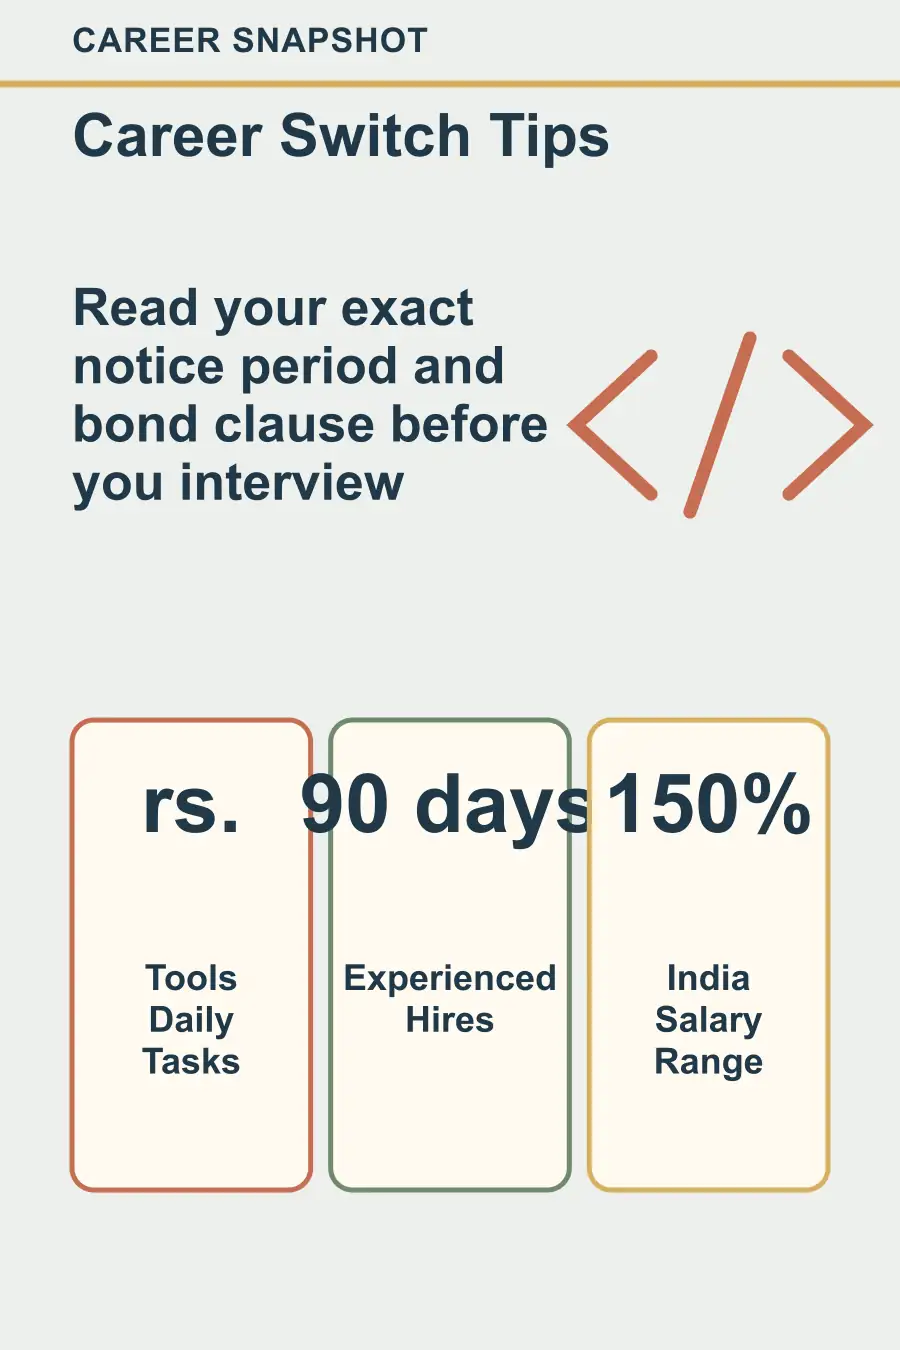 CAREER SNAPSHOT
Career Switch Tips
Read your exact
notice period and
bond clause before
you interview
</>
rs.
Tools
Daily
Tasks
90 days
Experienced
Hires
150%
India
Salary
Range